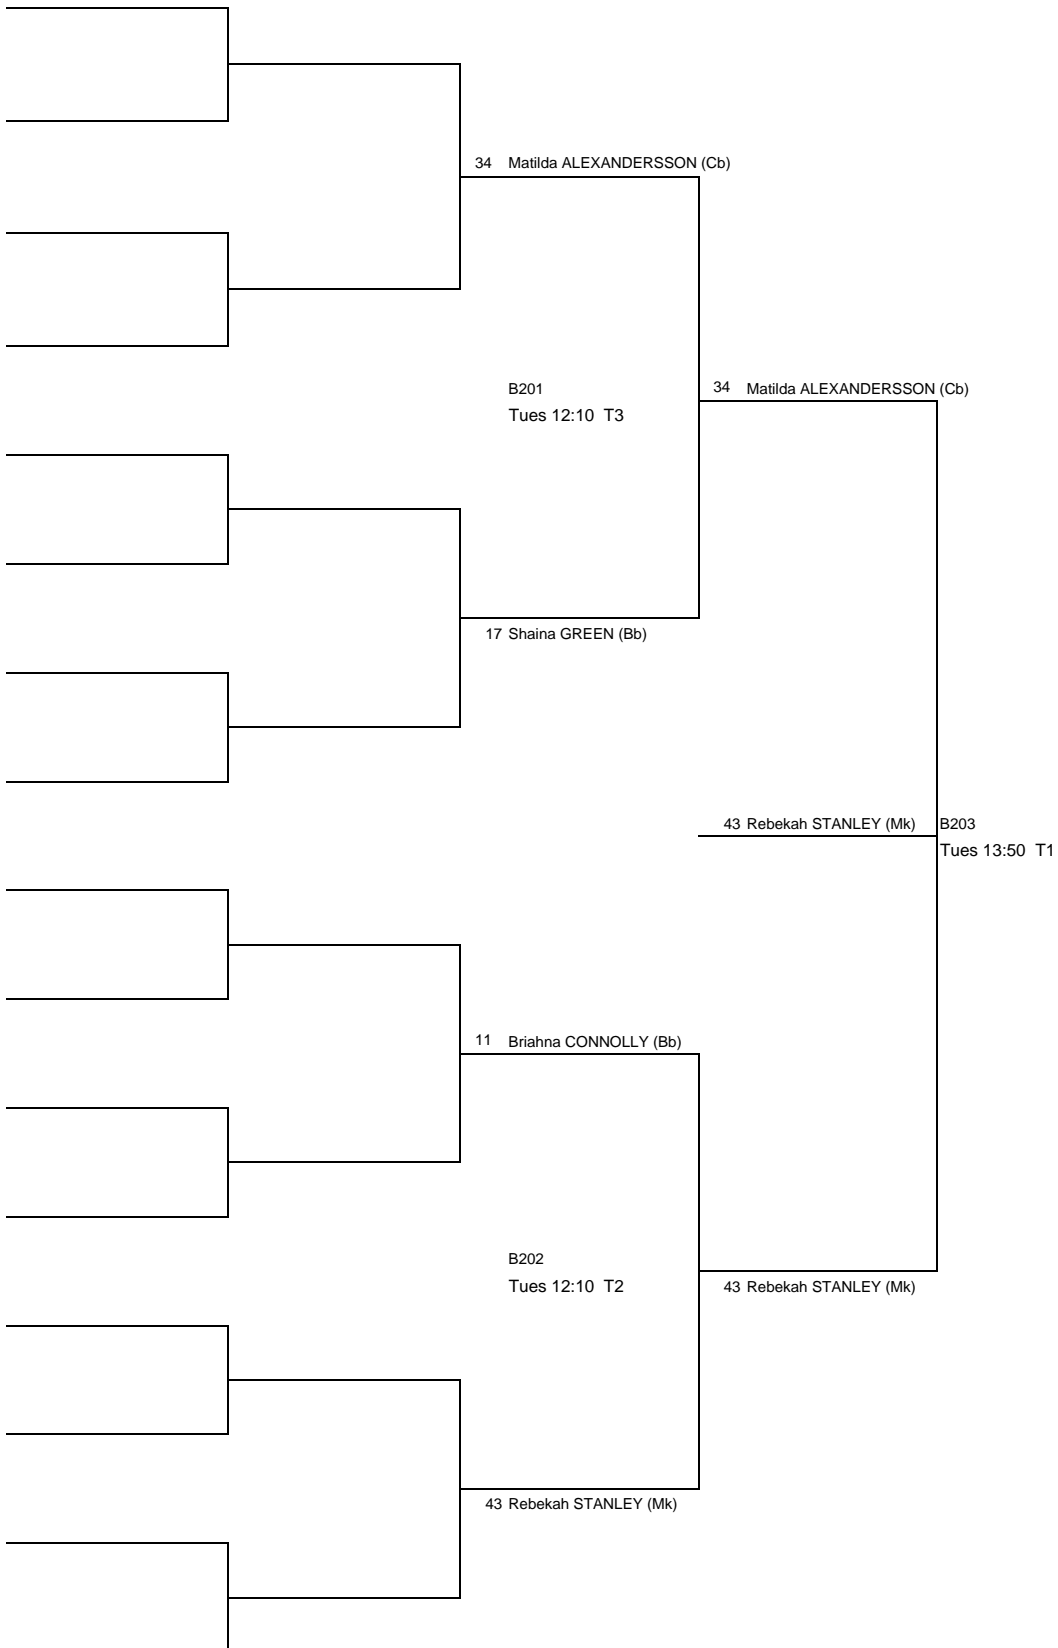 34 Matilda ALEXANDERSSON (Cb)
B201
Tues 12:10 T3
34 Matilda ALEXANDERSSON (Cb)
17 Shaina GREEN (Bb)
43 Rebekah STANLEY (Mk)
B203
Tues 13:50 T1
11 Briahna CONNOLLY (Bb)
B202
Tues 12:10 T2
43 Rebekah STANLEY (Mk)
43 Rebekah STANLEY (Mk)